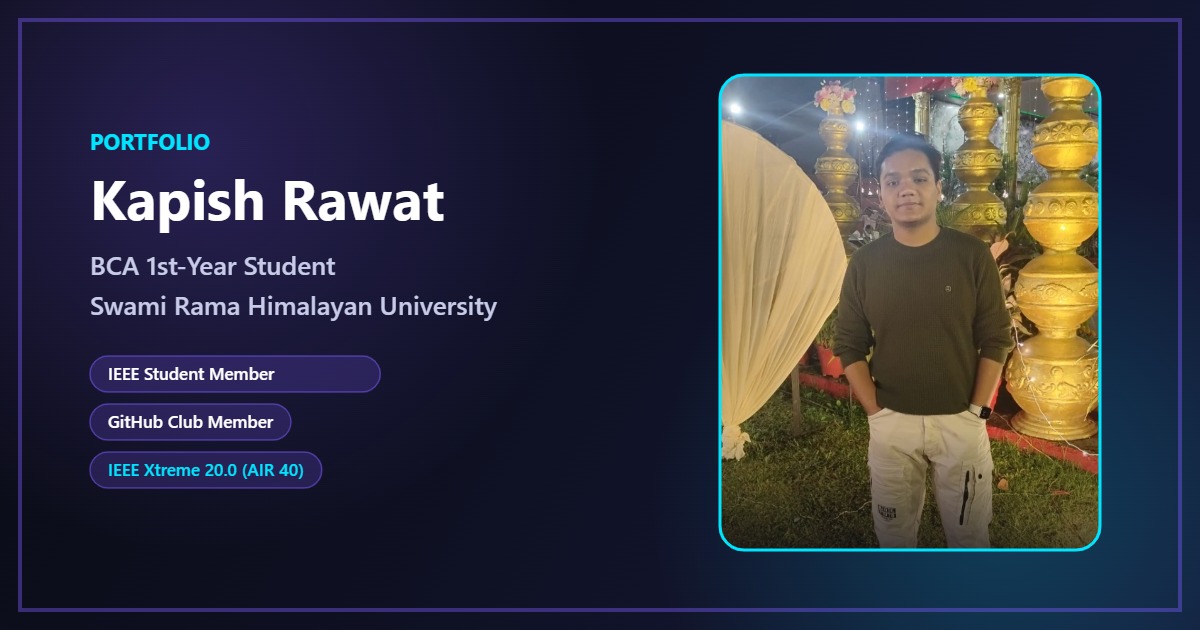 PORTFOLIO
Kapish Rawat
BCA 1st-Year Student
Swami Rama Himalayan University
IEEE Student Member
GitHub Club Member
IEEE Xtreme 20.0 (AIR 40)